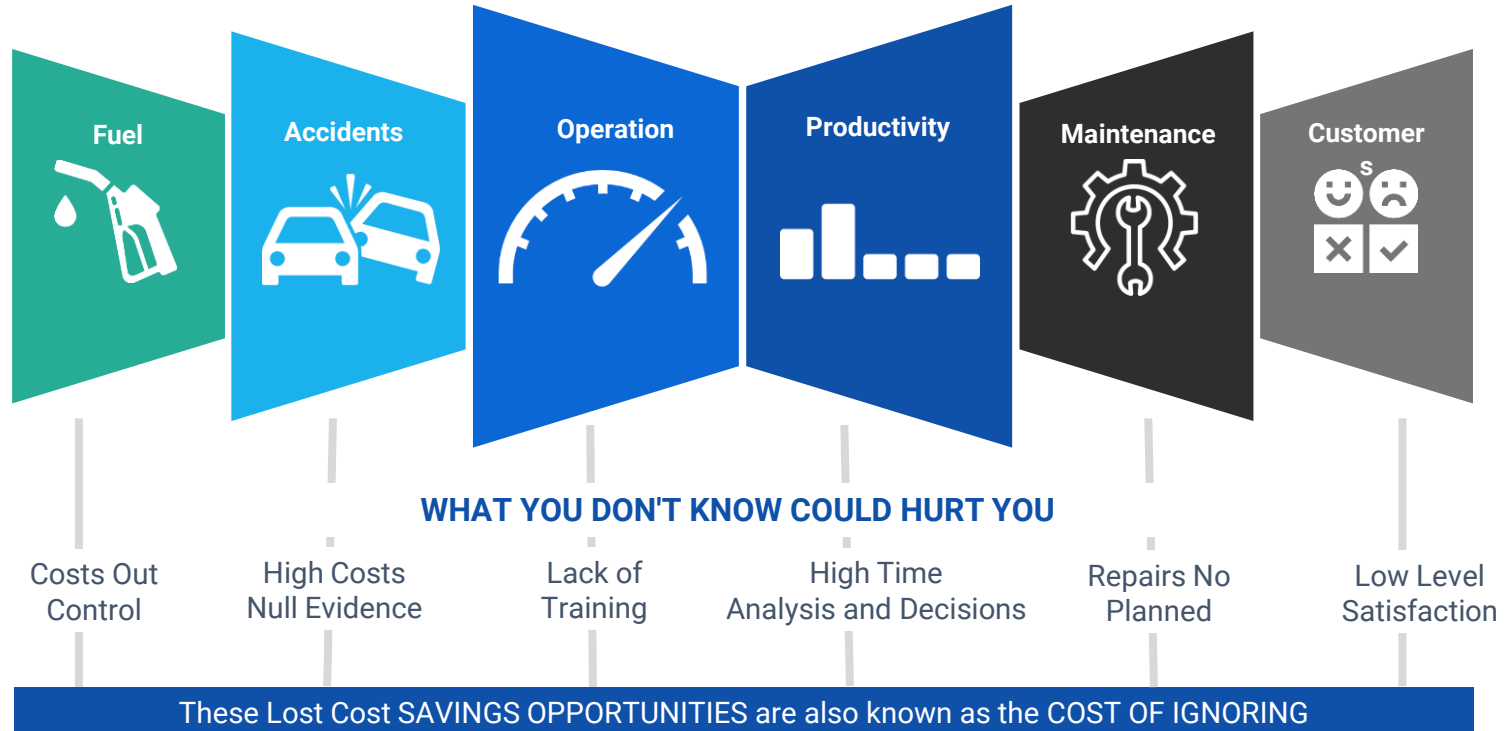 Fuel
Accidents
Operation
Productivity
Maintenance
Customer
s
WHAT YOU DON'T KNOW COULD HURT YOU
Costs Out
Control
High Costs
Null Evidence
Lack of
Training
High Time
Analysis and Decisions
Repairs No
Planned
Low Level
Satisfaction
These Lost Cost SAVINGS OPPORTUNITIES are also known as the COST OF IGNORING